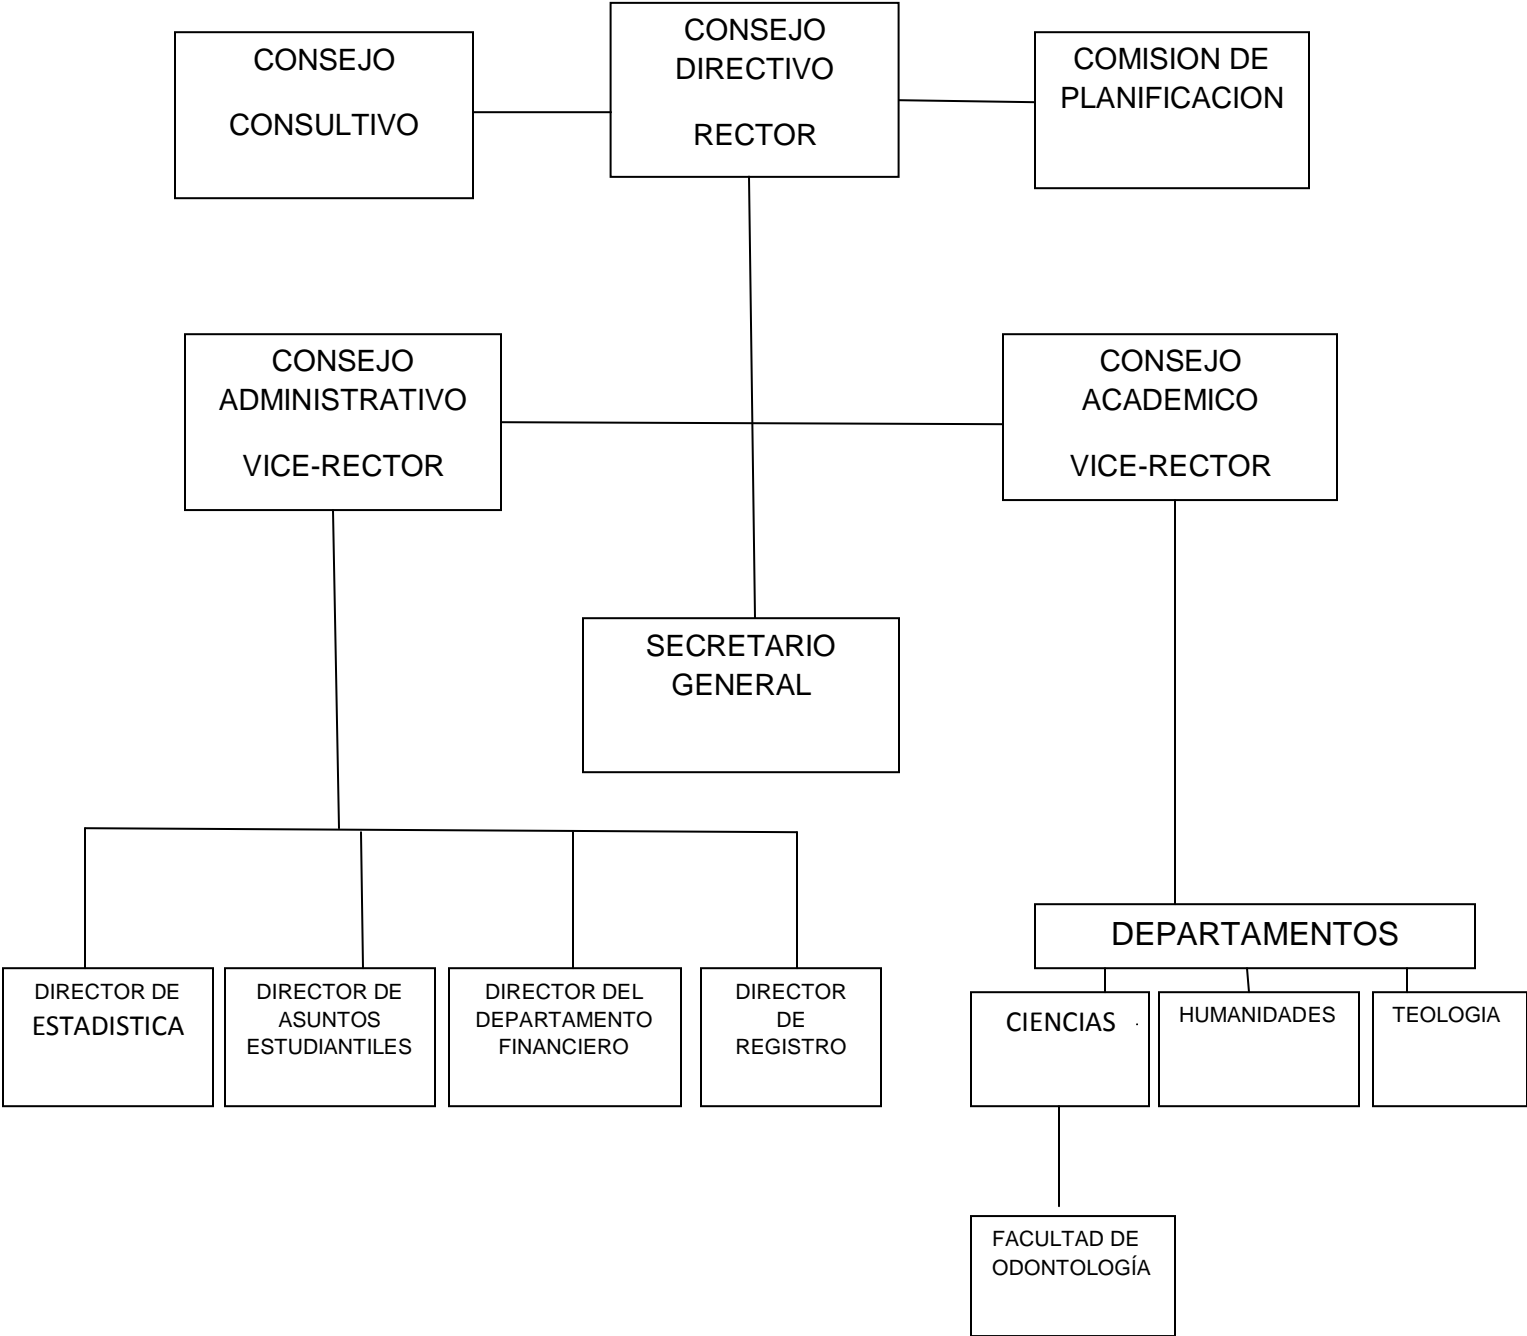 CONSEJO
CONSULTIVO
CONSEJO
DIRECTIVO
RECTOR
COMISION DE
PLANIFICACION
CONSEJO
ADMINISTRATIVO
VICE-RECTOR
CONSEJO
ACADEMICO
VICE-RECTOR
SECRETARIO
GENERAL
DEPARTAMENTOS
DIRECTOR DE
ESTADISTICA
DIRECTOR DE
ASUNTOS
ESTUDIANTILES
DIRECTOR DEL
DEPARTAMENTO
FINANCIERO
DIRECTOR
DE
REGISTRO
CIENCIAS .
HUMANIDADES
TEOLOGIA
FACULTAD DE
ODONTOLOGÍA